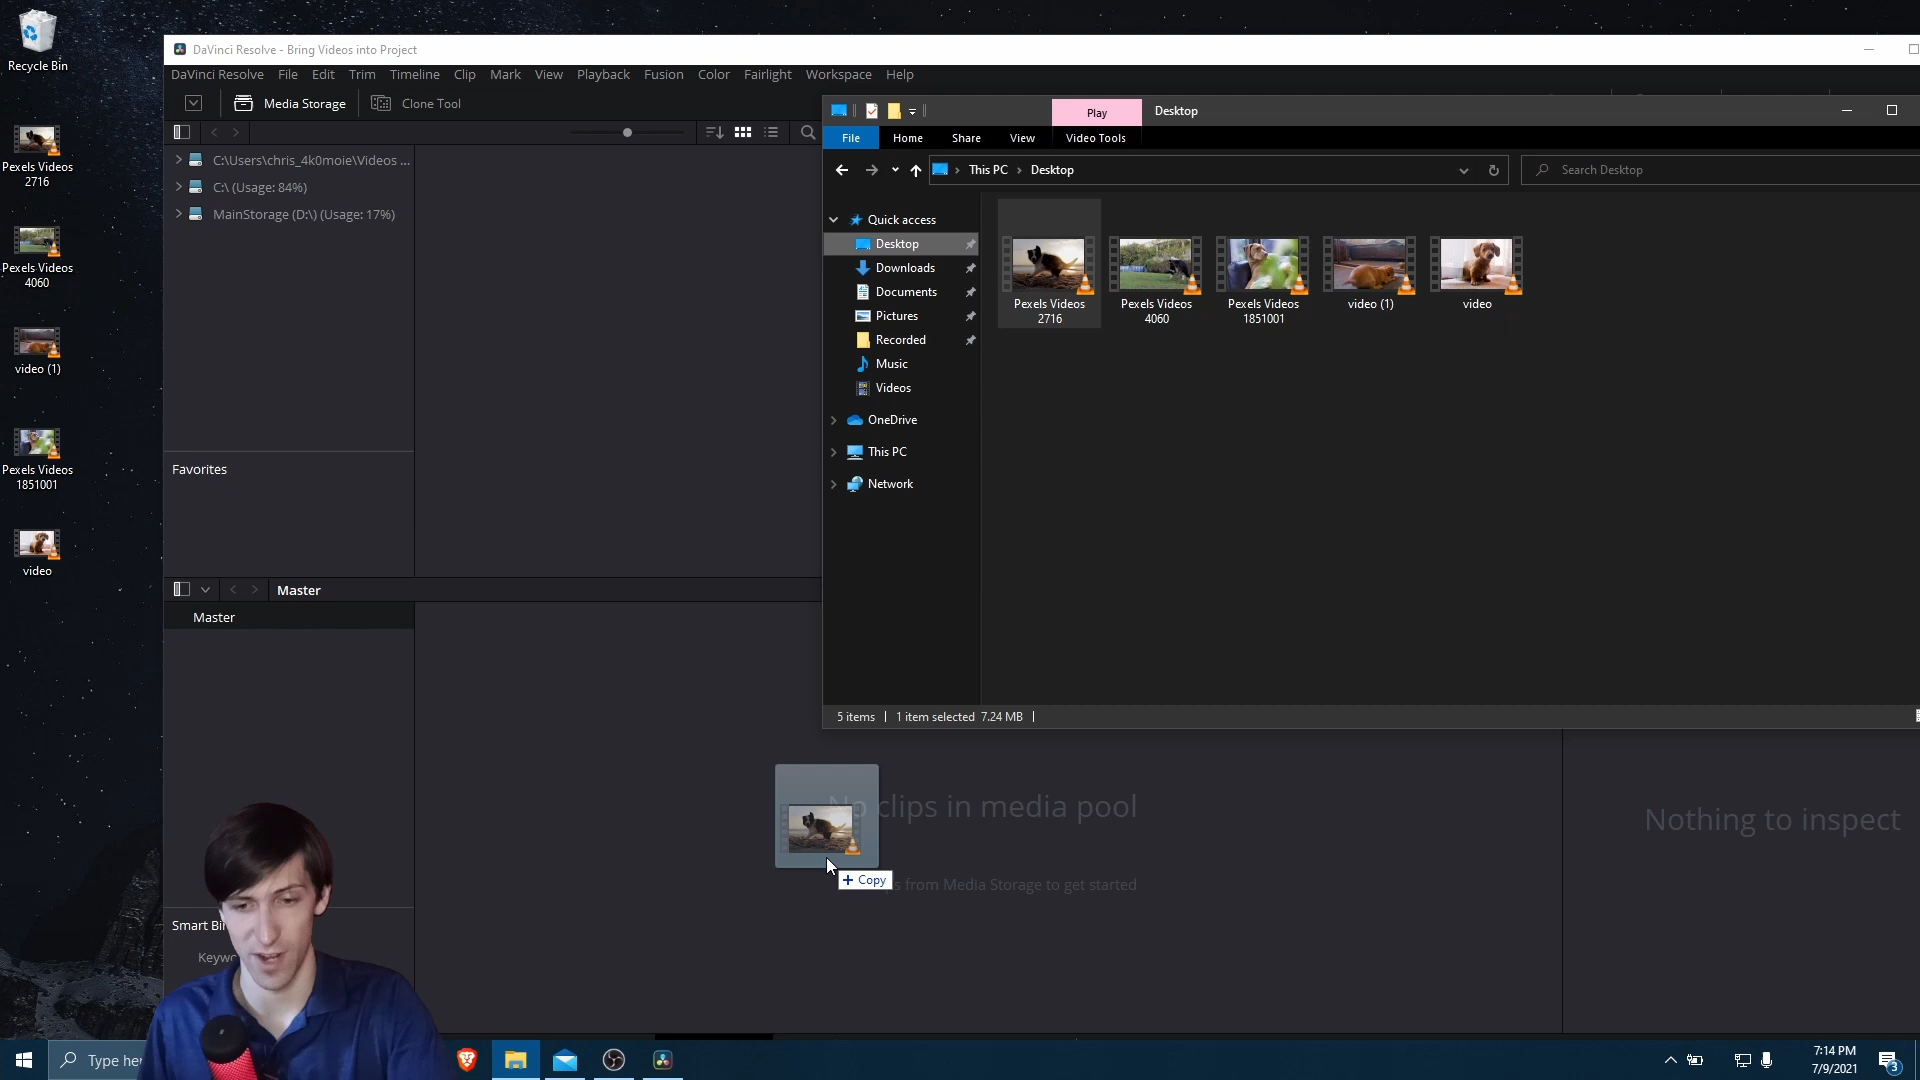 Recycle Bin
Pexels Videos
2716
Pexels Videos
4060
video (1)
Pexels Videos
1851001
video
DaVinci Resolve - Bring Videos into Project
DaVinci Resolve File Edit Trim Timeline Clip Mark View Playback Fusion Color Fairlight Workspace Help
Media Storage Clone Tool
C:\Users\chris_4k0moie\Videos ...
C:\ (Usage: 84%)
MainStorage (D:\) (Usage: 17%)
Favorites
Master
Master
Play Desktop
File Home Share View Video Tools
This PC Desktop
Search Desktop
Quick access
Desktop
Downloads
Documents
Pictures
Recorded
Music
Videos
OneDrive
This PC
Network
Pexels Videos
2716
Pexels Videos
4060
Pexels Videos
1851001
video (1)
video
5 items 1 item selected 7.24 MB
No clips in media pool
Copy
s from Media Storage to get started
Nothing to inspect
Smart Bin
Keyw
Type her
7:14 PM
7/9/2021
3